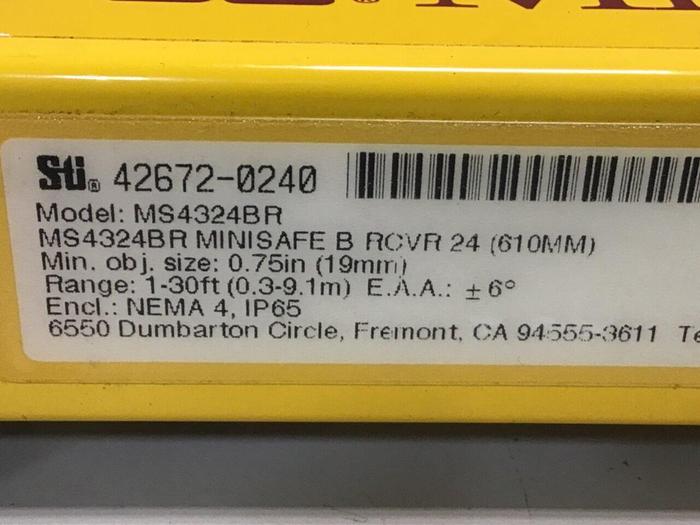 Sti® 42672-0240
Model: MS4324BR
MS4324BR MINISAFE B RCVR 24 (610MM)
Min. obj. size: 0.75in (19mm)
Range: 1-30ft (0.3-9.1m) E.A.A.: ± 6°
Encl.: NEMA 4, IP65
6550 Dumbarton Circle, Fremont, CA 94555-3611